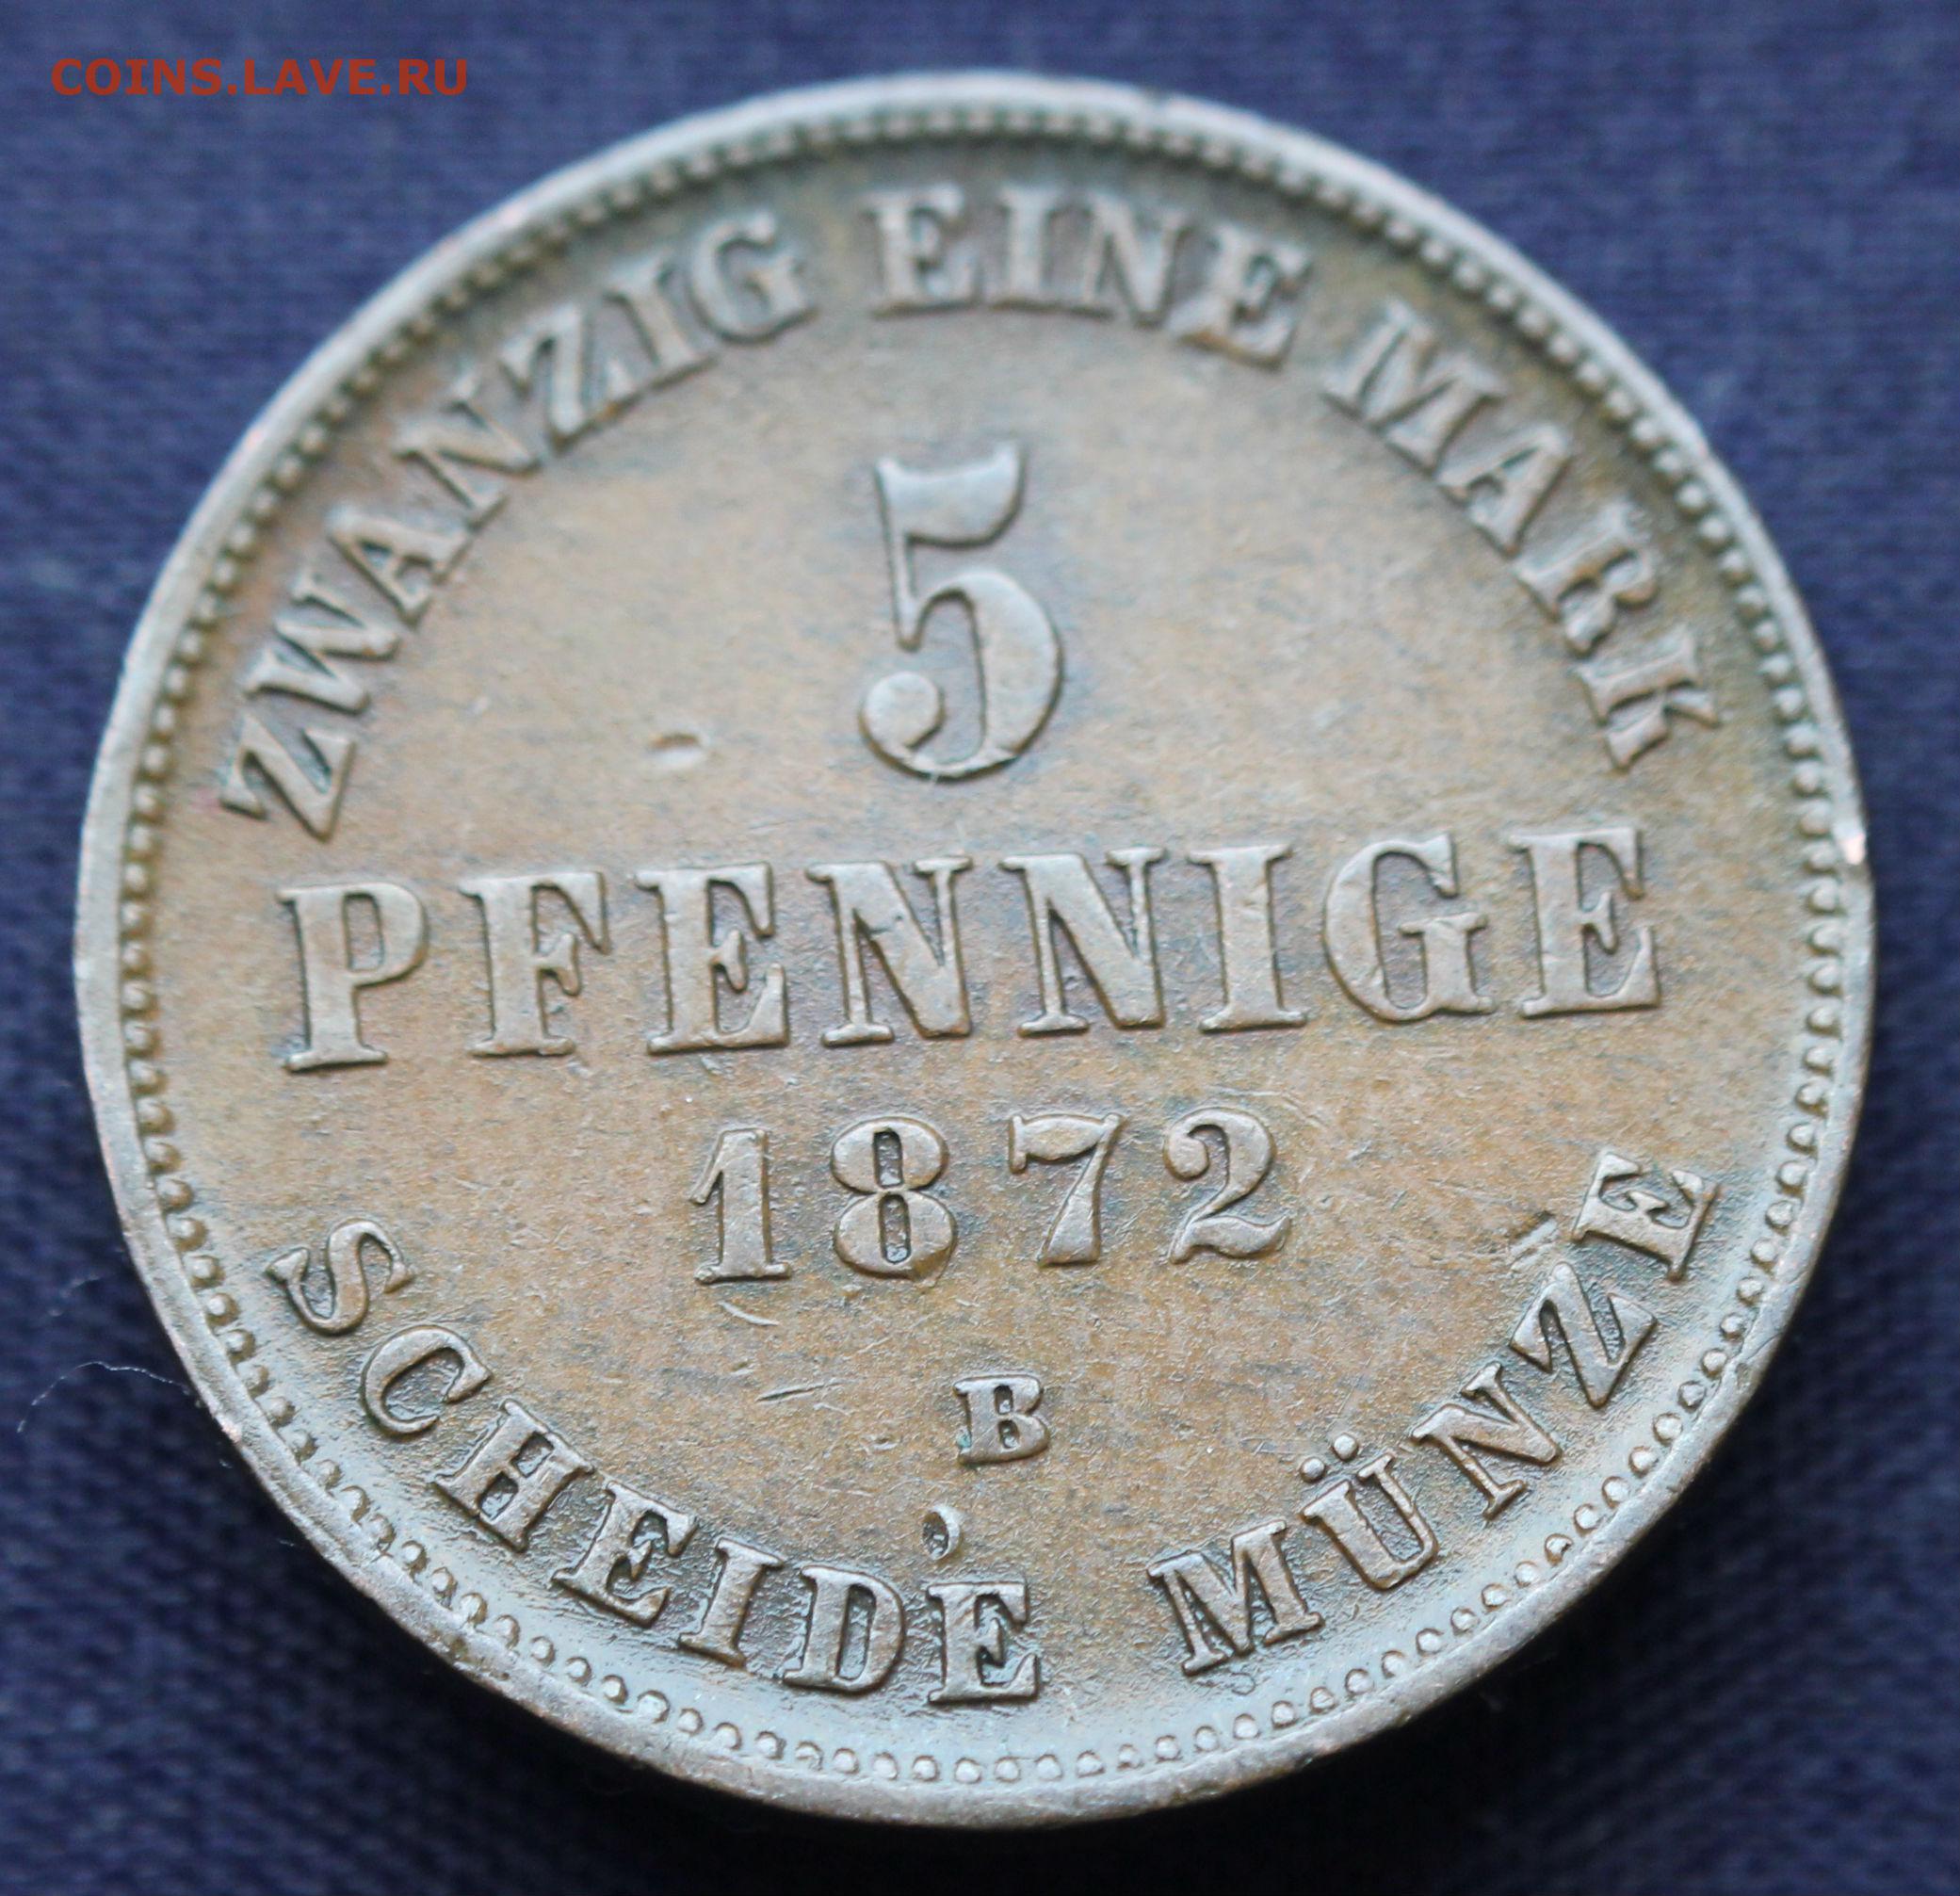 COINS.LAVE.RU
ZWANZIG EINE MARK
5
PFENNIGE
1872
B
SCHEIDE MÜNZE